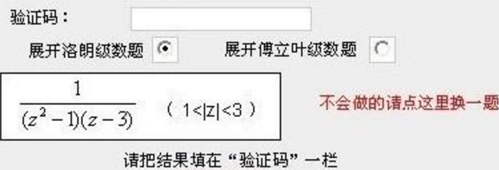 验证码：
展开洛朗级数题 展开傅立叶级数题
1/((z²-1)(z-3)) （ 1<|z|<3 ） 不会做的请点这里换一题
请把结果填在“验证码”一栏